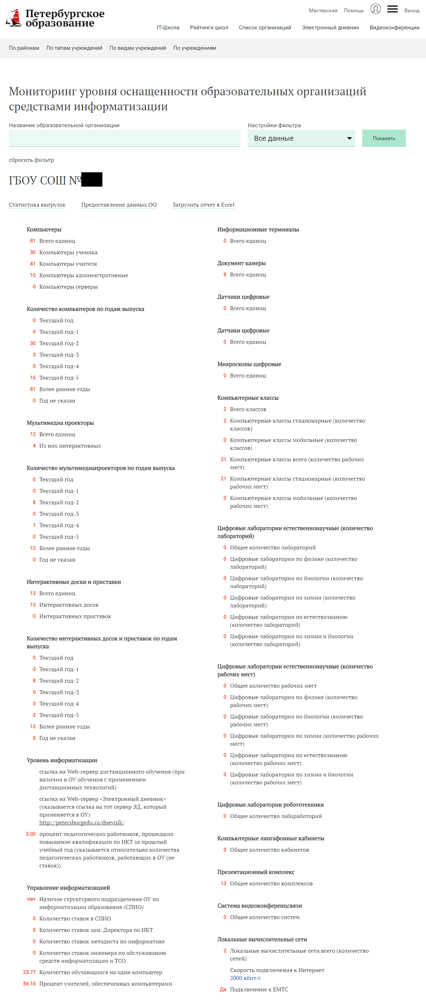 Петербургское
образование
Мастерская Помощь Выход
IT-Школа Рейтинги школ Список организаций Электронный дневник Видеоконференции
По районам По типам учреждений По видам учреждений По учреждениям
Мониторинг уровня оснащенности образовательных организаций
средствами информатизации
Название образовательной организации
Настройки фильтра
Все данные
Показать
сбросить фильтр
ГБОУ СОШ №
Статистика выгрузок Предоставление данных ОО Загрузить отчет в Excel
Компьютеры
81 Всего единиц
30 Компьютеры ученика
41 Компьютеры учителя
10 Компьютеры административные
0 Компьютеры серверы
Количество компьютеров по годам выпуска
0 Текущий год
0 Текущий год-1
30 Текущий год-2
3 Текущий год-3
0 Текущий год-4
16 Текущий год-5
81 Более ранние годы
0 Год не указан
Мультимедиа проекторы
12 Всего единиц
4 Из них интерактивных
Количество мультимедиапроекторов по годам выпуска
0 Текущий год
0 Текущий год-1
8 Текущий год-2
0 Текущий год-3
1 Текущий год-4
0 Текущий год-5
12 Более ранние годы
0 Год не указан
Интерактивные доски и приставки
13 Всего единиц
13 Интерактивных досок
0 Интерактивных приставок
Количество интерактивных досок и приставок по годам
выпуска
0 Текущий год
0 Текущий год-1
8 Текущий год-2
0 Текущий год-3
3 Текущий год-4
0 Текущий год-5
13 Более ранние годы
0 Год не указан
Уровень информатизации
ссылка на Web-сервер дистанционного обучения (при
наличии в ОУ обучения с применением
дистанционных технологий)
ссылка на Web-сервер «Электронный дневник»
(указывается ссылка на тот сервер ЭД, который
применяется в ОУ)
http://petersburgedu.ru/dnevnik/
3.00 процент педагогических работников, прошедших
повышение квалификации по ИКТ за прошлый
учебный год (указывается относительно количества
педагогических работников, работающих в ОУ (не
ставок))
Управление информатизацией
Нет Наличие структурного подразделения ОУ по
информатизации образования (СПИО)
0 Количество ставок в СПИО
0 Количество ставок зам. Директора по ИКТ
0 Количество ставок методиста по информатике
0 Количество ставок инженера по обслуживанию
средств информатизации и ТСО
23.77 Количество обучающихся на один компьютер
56.16 Процент учителей, обеспеченных компьютерами
Информационные терминалы
0 Всего единиц
Документ камеры
8 Всего единиц
Датчики цифровые
0 Всего единиц
Датчики цифровые
0 Всего единиц
Микроскопы цифровые
0 Всего единиц
Компьютерные классы
2 Всего классов
2 Компьютерные классы стационарные (количество
классов)
0 Компьютерные классы мобильные (количество
классов)
21 Компьютерные классы всего (количество рабочих
мест)
21 Компьютерные классы стационарные (количество
рабочих мест)
0 Компьютерные классы мобильные (количество
рабочих мест)
Цифровые лаборатории естественнонаучные (количество
лабораторий)
0 Общее количество лабораторий
0 Цифровые лаборатории по физике (количество
лабораторий)
0 Цифровые лаборатории по биологии (количество
лабораторий)
0 Цифровые лаборатории по химии (количество
лабораторий)
0 Цифровые лаборатории по естествознанию
(количество лабораторий)
0 Цифровые лаборатории по химии и биологии
(количество лабораторий)
Цифровые лаборатории естественнонаучные (количество
рабочих мест)
0 Общее количество рабочих мест
0 Цифровые лаборатории по физике (количество
рабочих мест)
0 Цифровые лаборатории по биологии (количество
рабочих мест)
0 Цифровые лаборатории по химии (количество рабочих
мест)
0 Цифровые лаборатории по естествознанию
(количество рабочих мест)
0 Цифровые лаборатории по химии и биологии
(количество рабочих мест)
Цифровые лаборатории робототехники
0 Общее количество лабоработорий
Компьютерные лингафонные кабинеты
0 Общее количество кабинетов
Презентационный комплекс
13 Общее количество комплексов
Система видеоконференцсвязи
0 Общее количество систем
Локальные вычислительные сети
2 Локальные вычислительные сети всего (количество
сетей)
Скорость подключения к Интернет
2000 кбит/с
Да Подключение к ЕМТС